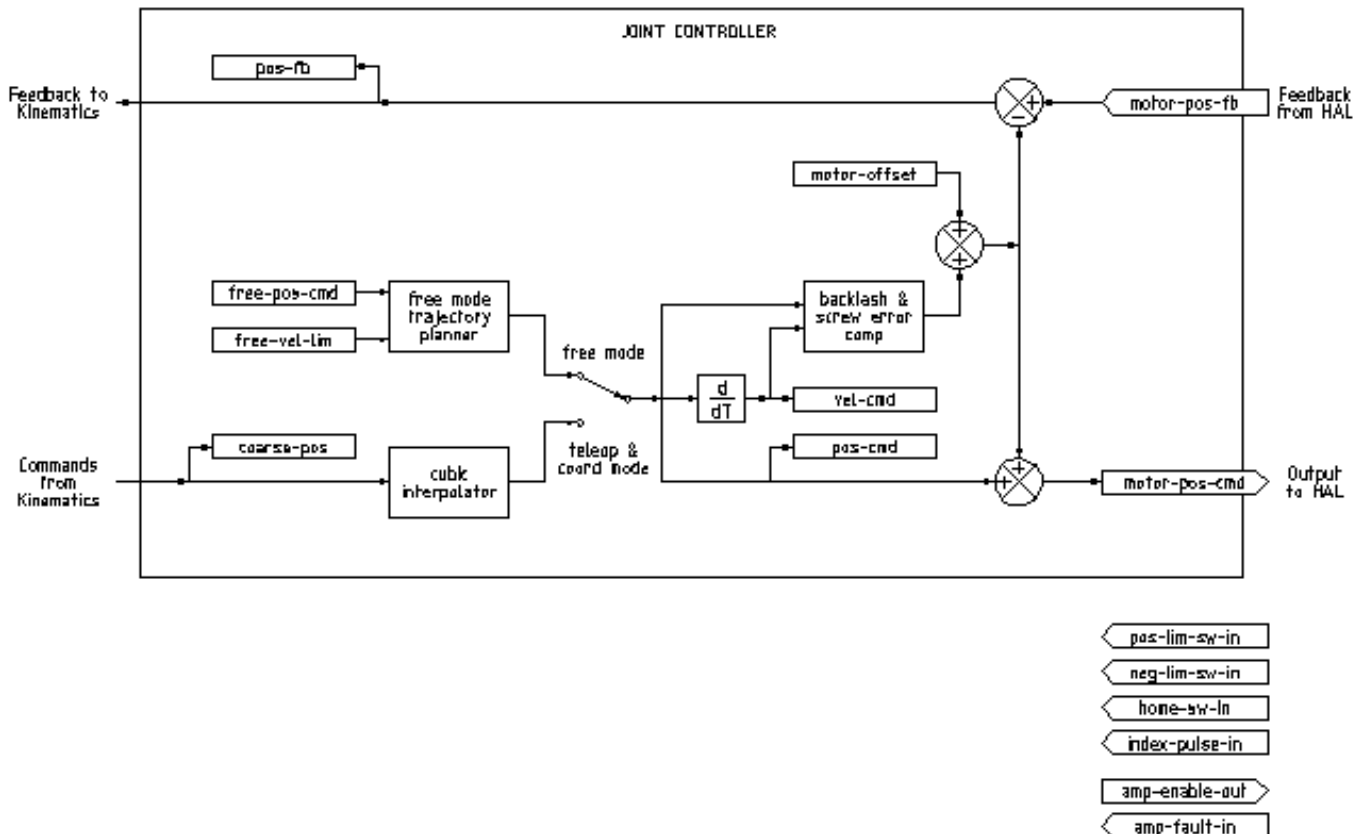 JOINT CONTROLLER
pos-fb
Feedback to
Kinematics
motor-pos-fb
Feedback
from HAL
+
-
motor-offset
+
+
free-pos-cmd
free-vel-lim
free mode
trajectory
planner
backlash &
screw error
comp
free mode
d
dT
vel-cmd
coarse-pos
teleop &
coord mode
pos-cmd
Commands
from
Kinematics
cubic
interpolator
+
+
motor-pos-cmd
Output
to HAL
pos-lim-sw-in
neg-lim-sw-in
home-sw-in
index-pulse-in
amp-enable-out
amp-fault-in